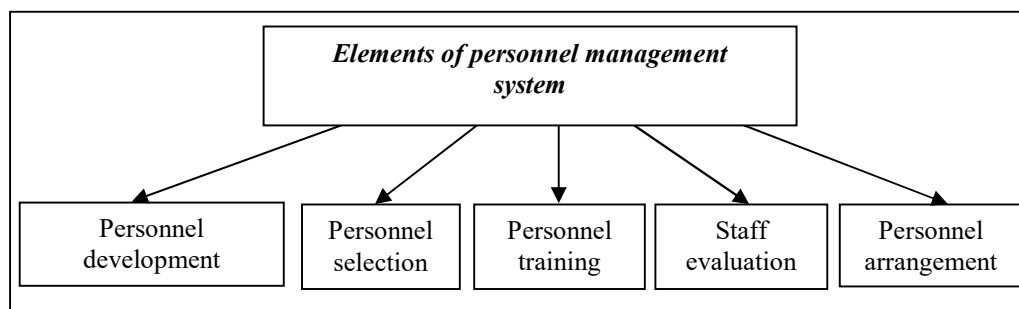 Elements of personnel management
system
Personnel
development
Personnel
selection
Personnel
training
Staff
evaluation
Personnel
arrangement